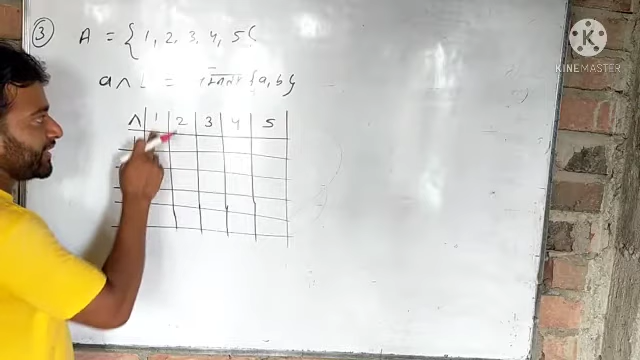 ③ A = { 1, 2, 3, 4, 5 {
a ∧ b = {a, b}
∧ 1 2 3 4 5
KINEMASTER